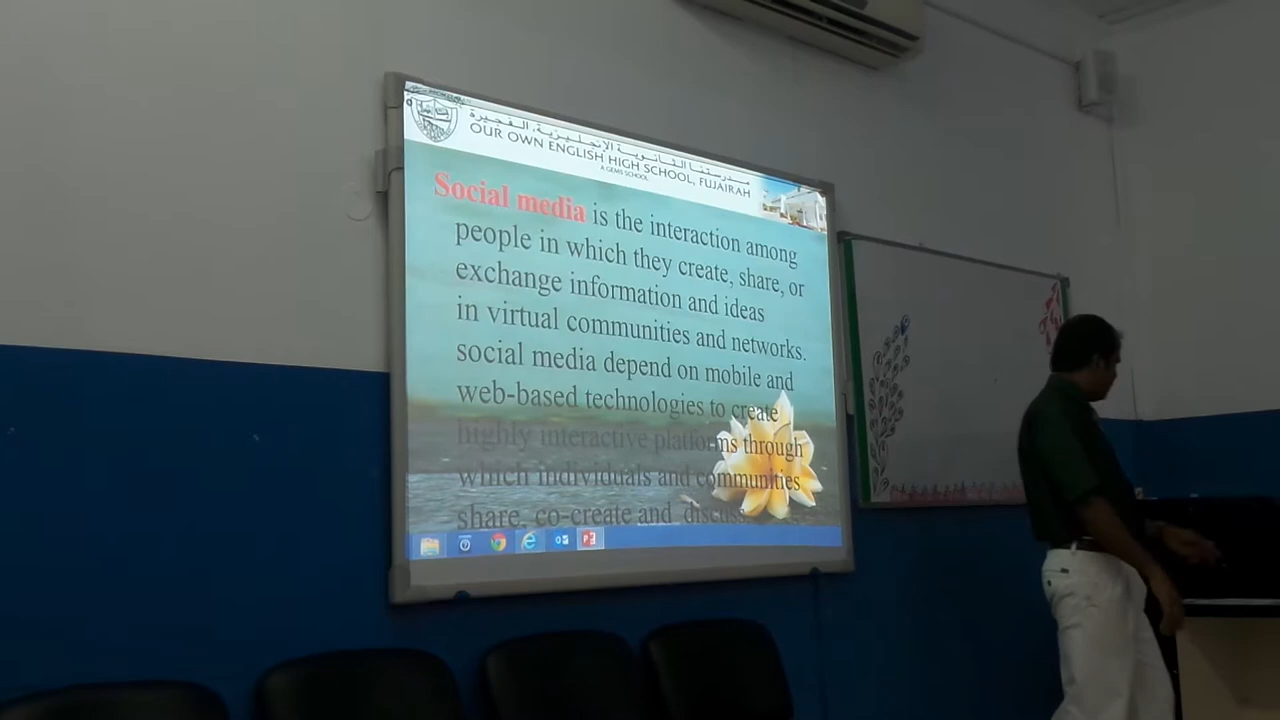 مدرستنا الثانوية الإنجليزية، الفجيرة
OUR OWN ENGLISH HIGH SCHOOL, FUJAIRAH
A GEMS SCHOOL
Social media is the interaction among
people in which they create, share, or
exchange information and ideas
in virtual communities and networks.
social media depend on mobile and
web-based technologies to create
highly interactive platforms through
which individuals and communities
share, co-create and discuss